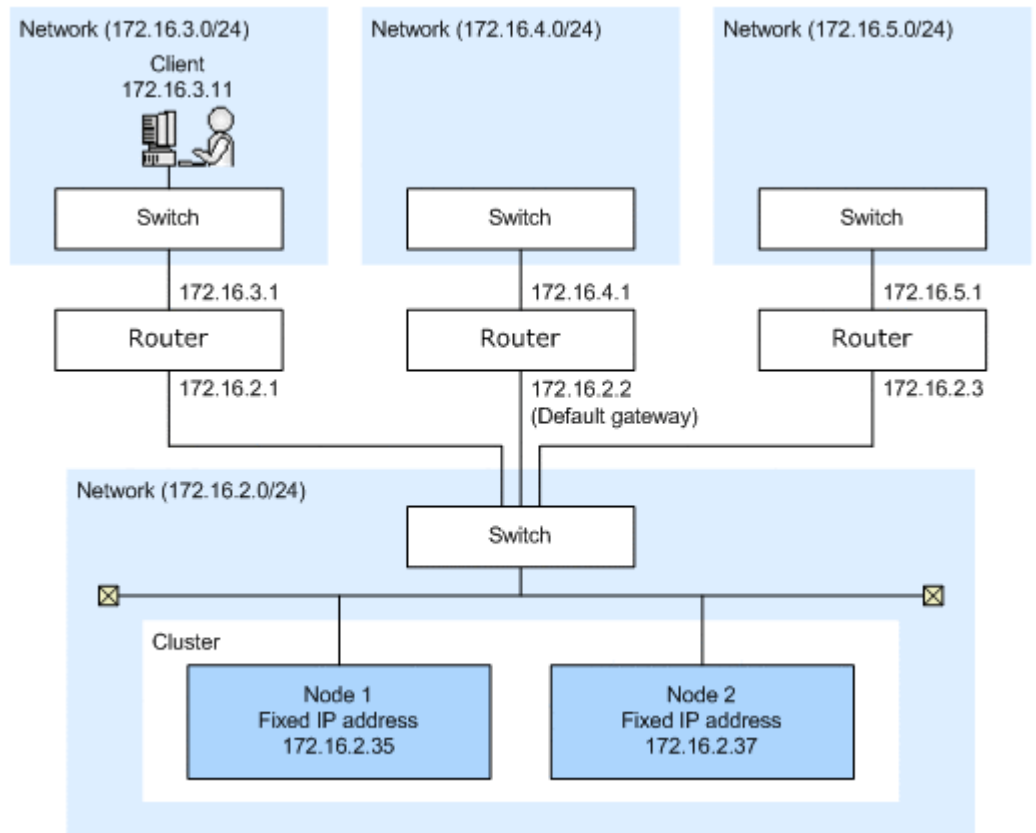 Network (172.16.3.0/24)
Client
172.16.3.11
Switch
172.16.3.1
Router
172.16.2.1
Network (172.16.4.0/24)
Switch
172.16.4.1
Router
172.16.2.2
(Default gateway)
Network (172.16.5.0/24)
Switch
172.16.5.1
Router
172.16.2.3
Network (172.16.2.0/24)
Switch
Cluster
Node 1
Fixed IP address
172.16.2.35
Node 2
Fixed IP address
172.16.2.37